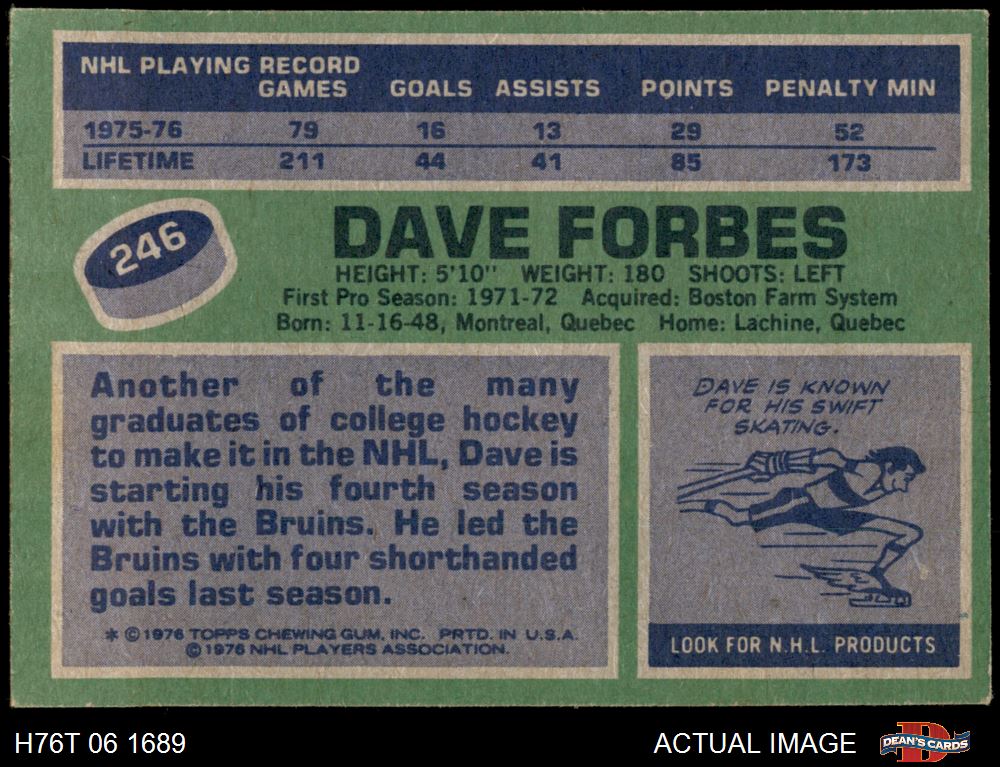 NHL PLAYING RECORD
GAMES GOALS ASSISTS POINTS PENALTY MIN
1975-76 79 16 13 29 52
LIFETIME 211 44 41 85 173
246
DAVE FORBES
HEIGHT: 5'10" WEIGHT: 180 SHOOTS: LEFT
First Pro Season: 1971-72 Acquired: Boston Farm System
Born: 11-16-48, Montreal, Quebec Home: Lachine, Quebec
Another of the many
graduates of college hockey
to make it in the NHL, Dave is
starting his fourth season
with the Bruins. He led the
Bruins with four shorthanded
goals last season.
* © 1976 TOPPS CHEWING GUM, INC. PRTD. IN U.S.A.
© 1976 NHL PLAYERS ASSOCIATION.
DAVE IS KNOWN
FOR HIS SWIFT
SKATING.
LOOK FOR N.H.L. PRODUCTS
H76T 06 1689
ACTUAL IMAGE
DEAN'S CARDS